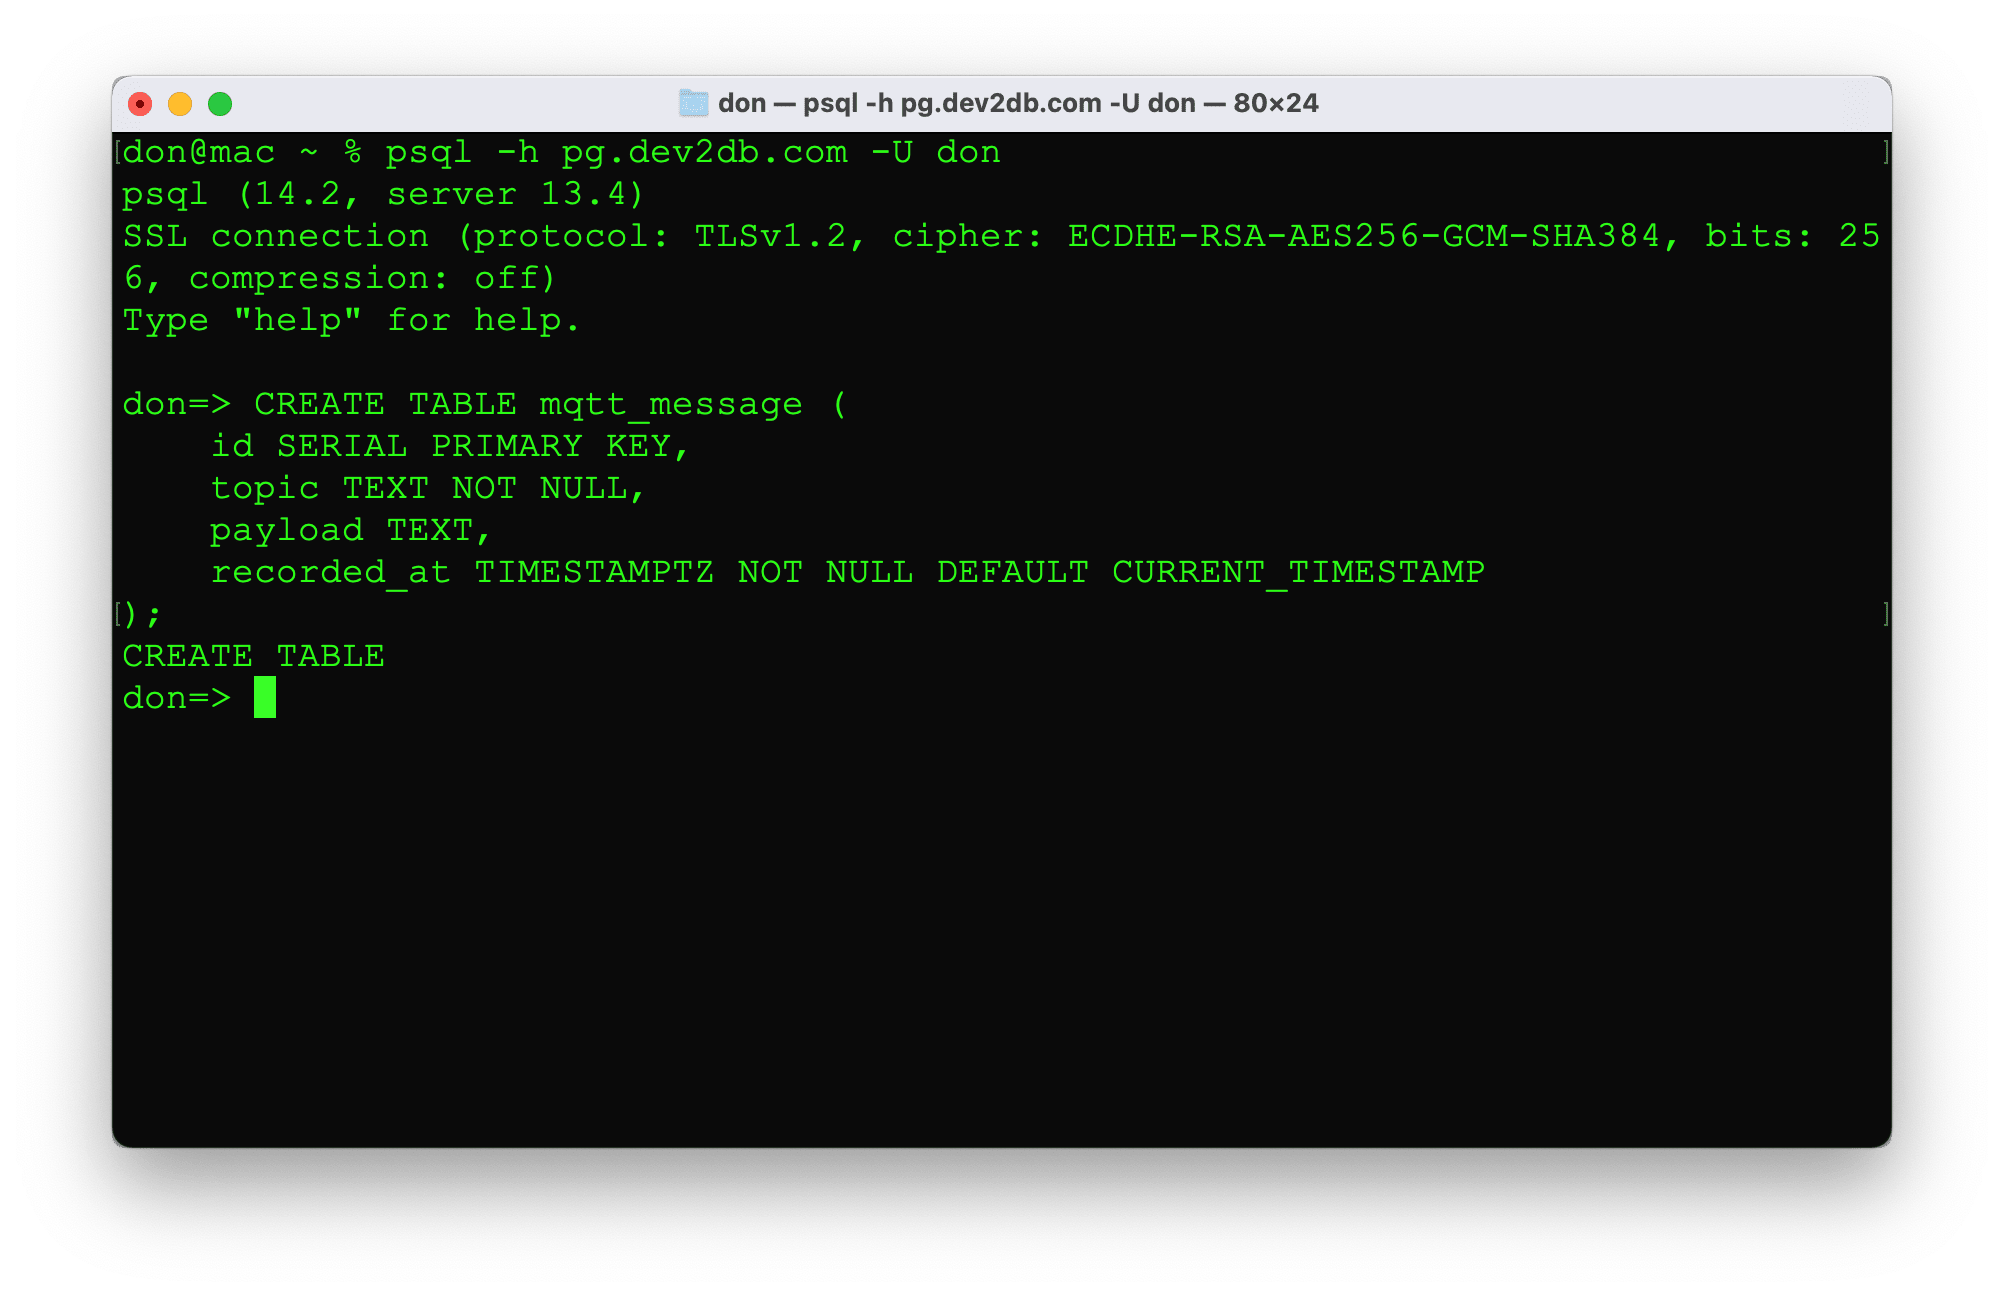 don — psql -h pg.dev2db.com -U don — 80×24
[don@mac ~ % psql -h pg.dev2db.com -U don ]
psql (14.2, server 13.4)
SSL connection (protocol: TLSv1.2, cipher: ECDHE-RSA-AES256-GCM-SHA384, bits: 25
6, compression: off)
Type "help" for help.
don=> CREATE TABLE mqtt_message (
    id SERIAL PRIMARY KEY,
    topic TEXT NOT NULL,
    payload TEXT,
    recorded_at TIMESTAMPTZ NOT NULL DEFAULT CURRENT_TIMESTAMP
[); ]
CREATE TABLE
don=>